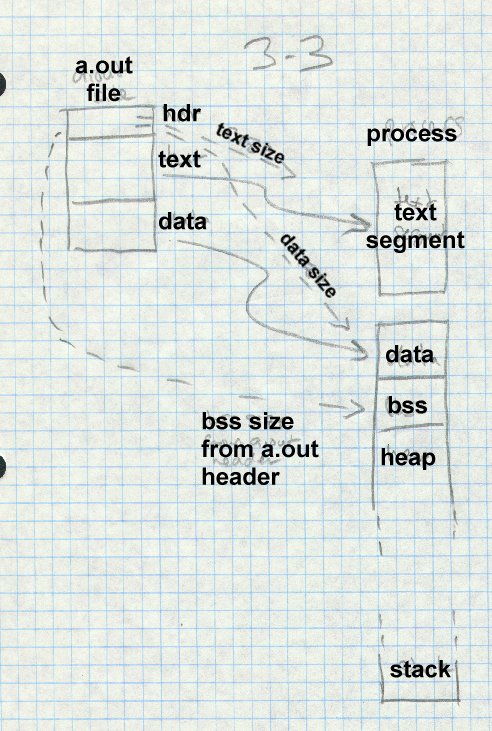 3-3
a.out
file
hdr
text size
process
text
text
segment
data
data size
data
bss
bss size
from a.out
header
heap
stack